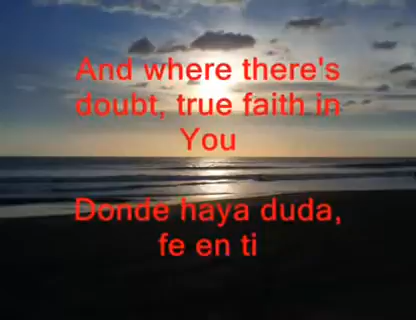 And where there's
doubt, true faith in
You
Donde haya duda,
fe en ti